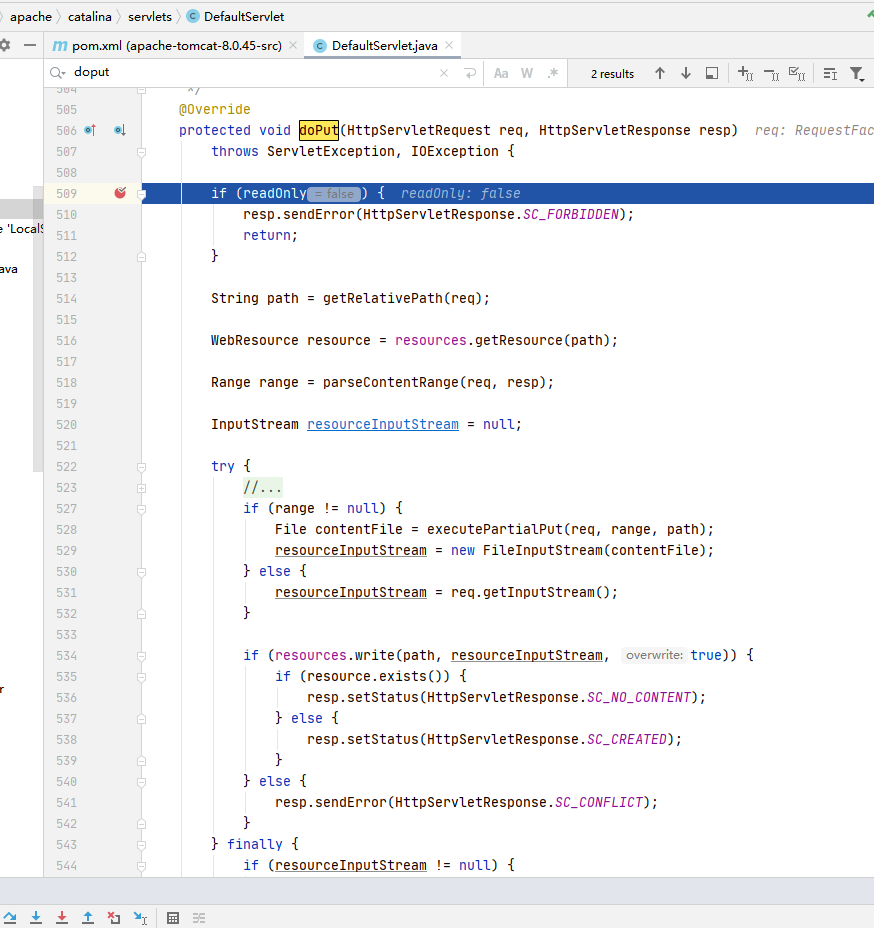 apache catalina servlets C DefaultServlet
m pom.xml (apache-tomcat-8.0.45-src) × C DefaultServlet.java ×
doput × Aa W .* 2 results
504 */
505 @Override
506 protected void doPut(HttpServletRequest req, HttpServletResponse resp) req: RequestFac
507 throws ServletException, IOException {
508
509 if (readOnly = false ) { readOnly: false
510 resp.sendError(HttpServletResponse.SC_FORBIDDEN);
e 'LocalS
511 return;
512 }
ava
513
514 String path = getRelativePath(req);
515
516 WebResource resource = resources.getResource(path);
517
518 Range range = parseContentRange(req, resp);
519
520 InputStream resourceInputStream = null;
521
522 try {
523 //...
527 if (range != null) {
528 File contentFile = executePartialPut(req, range, path);
529 resourceInputStream = new FileInputStream(contentFile);
530 } else {
531 resourceInputStream = req.getInputStream();
532 }
533
534 if (resources.write(path, resourceInputStream, overwrite: true)) {
535 if (resource.exists()) {
r
536 resp.setStatus(HttpServletResponse.SC_NO_CONTENT);
537 } else {
538 resp.setStatus(HttpServletResponse.SC_CREATED);
539 }
540 } else {
541 resp.sendError(HttpServletResponse.SC_CONFLICT);
542 }
543 } finally {
544 if (resourceInputStream != null) {